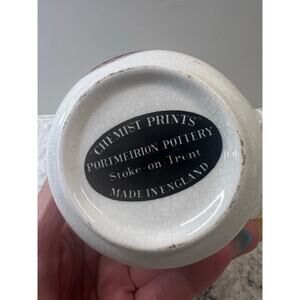 CHEMIST PRINTS
PORTMEIRION POTTERY
Stoke-on-Trent
MADE IN ENGLAND